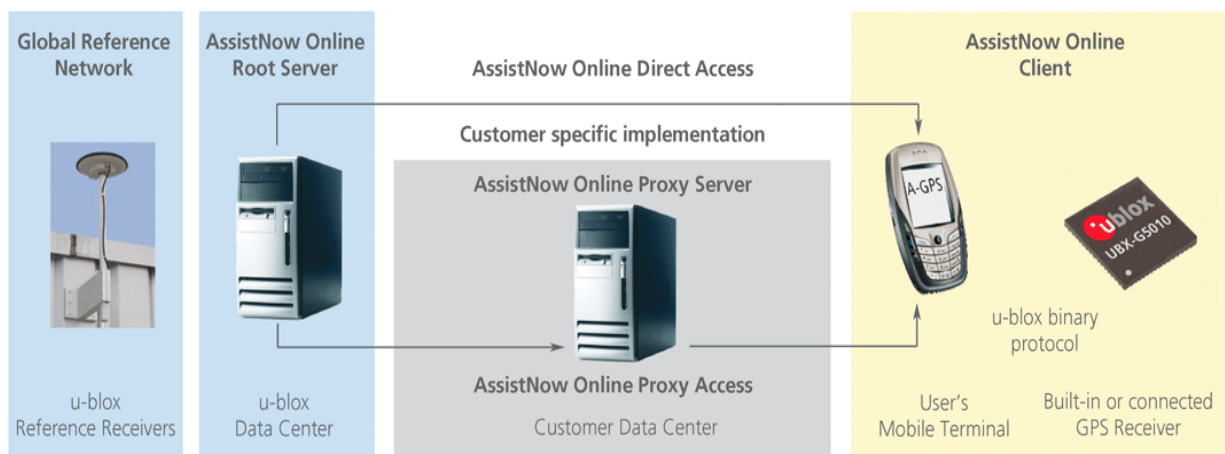 Global Reference
Network
AssistNow Online
Root Server
AssistNow Online Direct Access
Customer specific implementation
AssistNow Online Proxy Server
AssistNow Online
Client
A-GPS
ublox
UBX-G5010
u-blox binary
protocol
AssistNow Online Proxy Access
u-blox
Reference Receivers
u-blox
Data Center
Customer Data Center
User's
Mobile Terminal
Built-in or connected
GPS Receiver